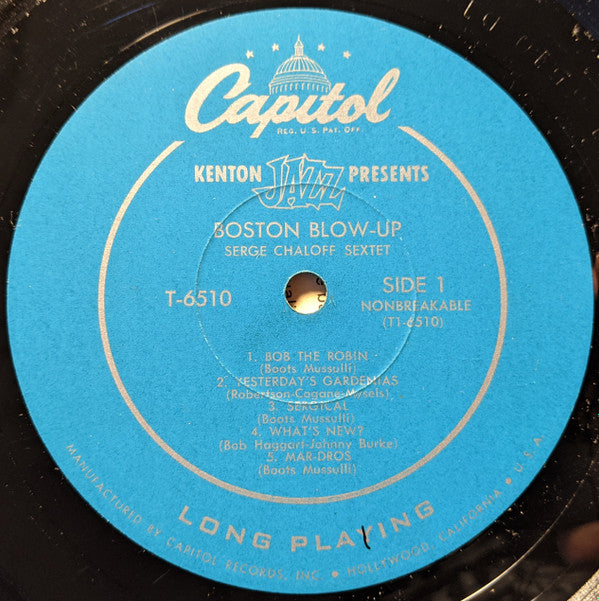 Capitol
REG. U.S. PAT. OFF.
KENTON JAZZ PRESENTS
BOSTON BLOW-UP
SERGE CHALOFF SEXTET
T-6510
SIDE 1
NONBREAKABLE
(T1-6510)
1. BOB THE ROBIN
(Boots Mussulli)
2. YESTERDAY'S GARDENIAS
(Robertson-Cogane-Mysels)
3. SERGICAL
(Boots Mussulli)
4. WHAT'S NEW?
(Bob Haggart-Johnny Burke)
5. MAR-DROS
(Boots Mussulli)
LONG PLAYING
MANUFACTURED BY CAPITOL RECORDS, INC. • HOLLYWOOD, CALIFORNIA • U.S.A.